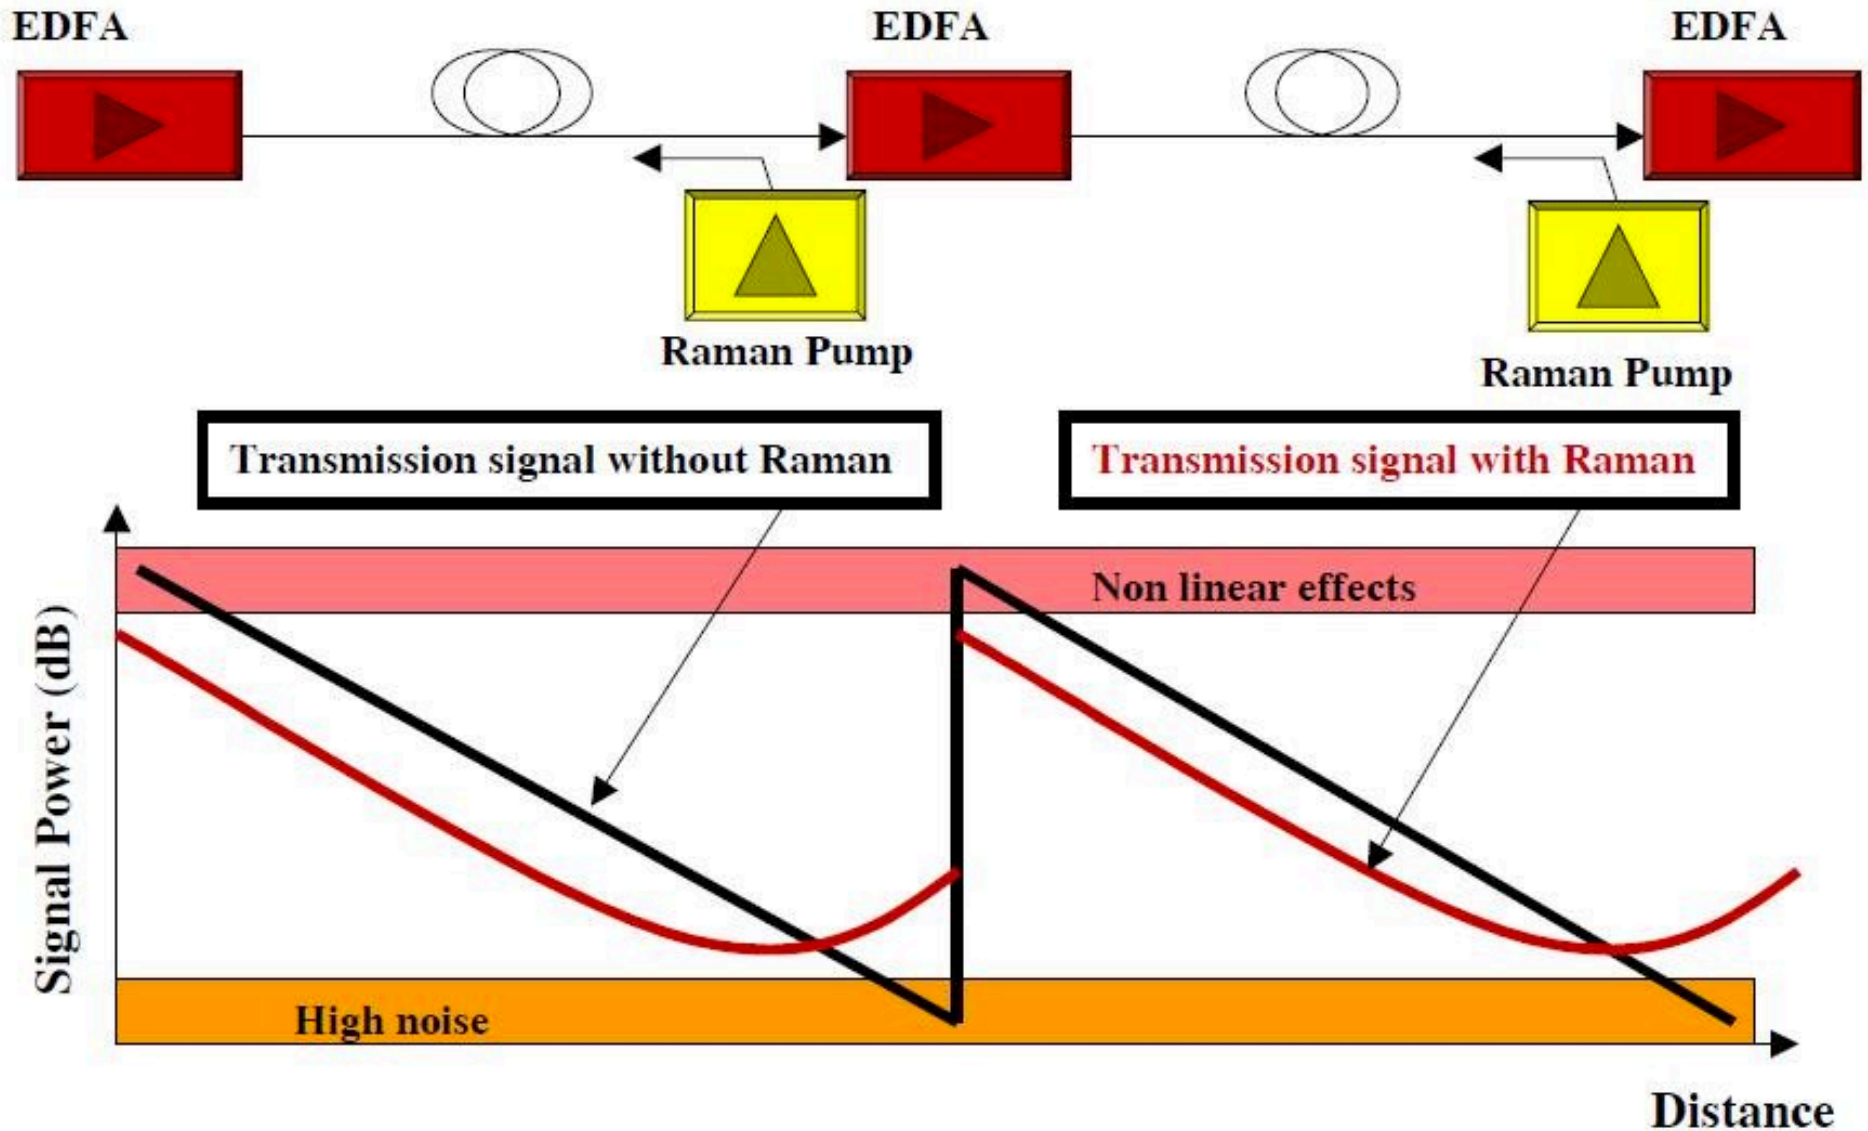 EDFA
EDFA
EDFA
Raman Pump
Raman Pump
Transmission signal without Raman
Transmission signal with Raman
Non linear effects
Signal Power (dB)
High noise
Distance